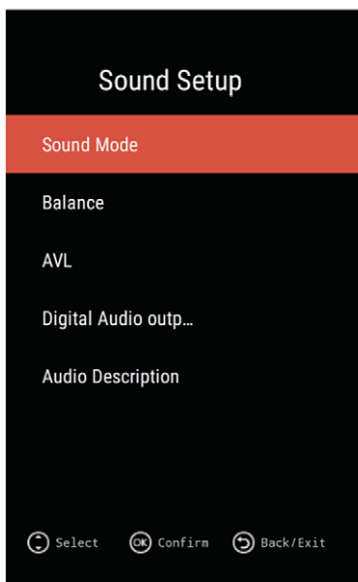 Sound Setup
Sound Mode
Balance
AVL
Digital Audio outp...
Audio Description
Select OK Confirm Back/Exit